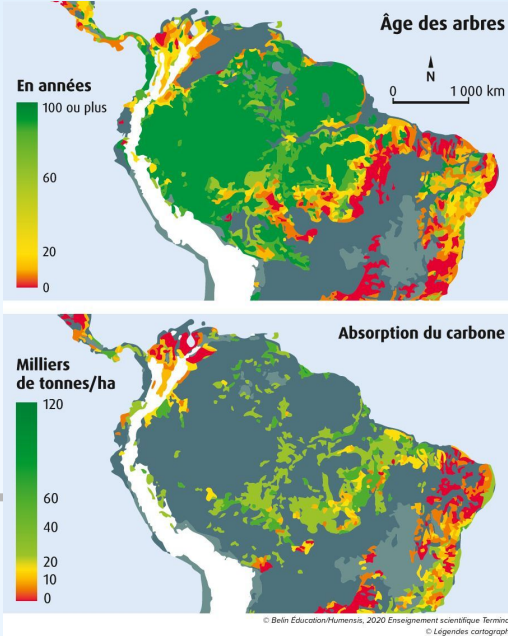 Âge des arbres
N
0 1 000 km
En années
100 ou plus
60
20
0
Absorption du carbone
Milliers
de tonnes/ha
120
60
40
20
10
0
© Belin Éducation/Humensis, 2020 Enseignement scientifique
© Légendes